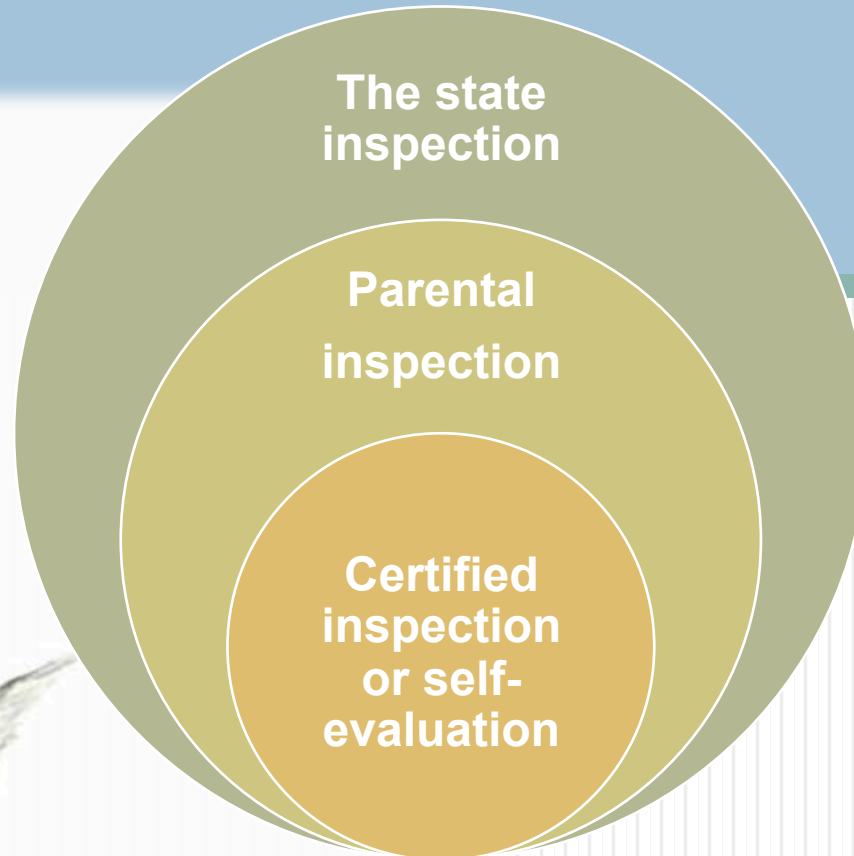 The state
inspection
Parental
inspection
Certified
inspection
or self-
evaluation